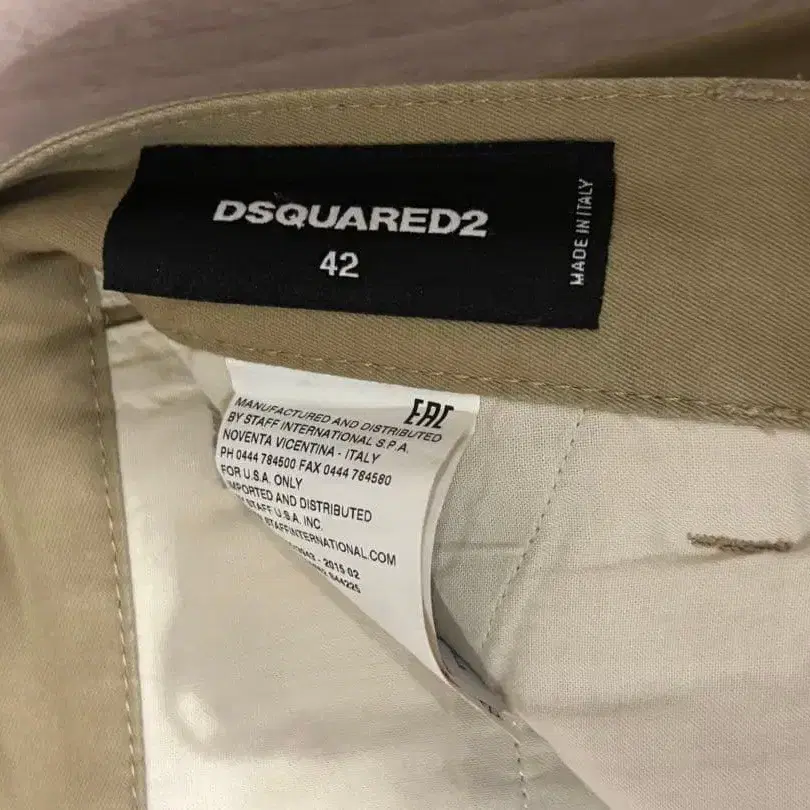 DSQUARED2
42
MADE IN ITALY
EAC
MANUFACTURED AND DISTRIBUTED
BY STAFF INTERNATIONAL S.P.A.
NOVENTA VICENTINA - ITALY
PH 0444 784500 FAX 0444 784580
FOR U.S.A. ONLY
IMPORTED AND DISTRIBUTED
STAFF U.S.A. INC.
STAFFINTERNATIONAL.COM
2015 02
644225